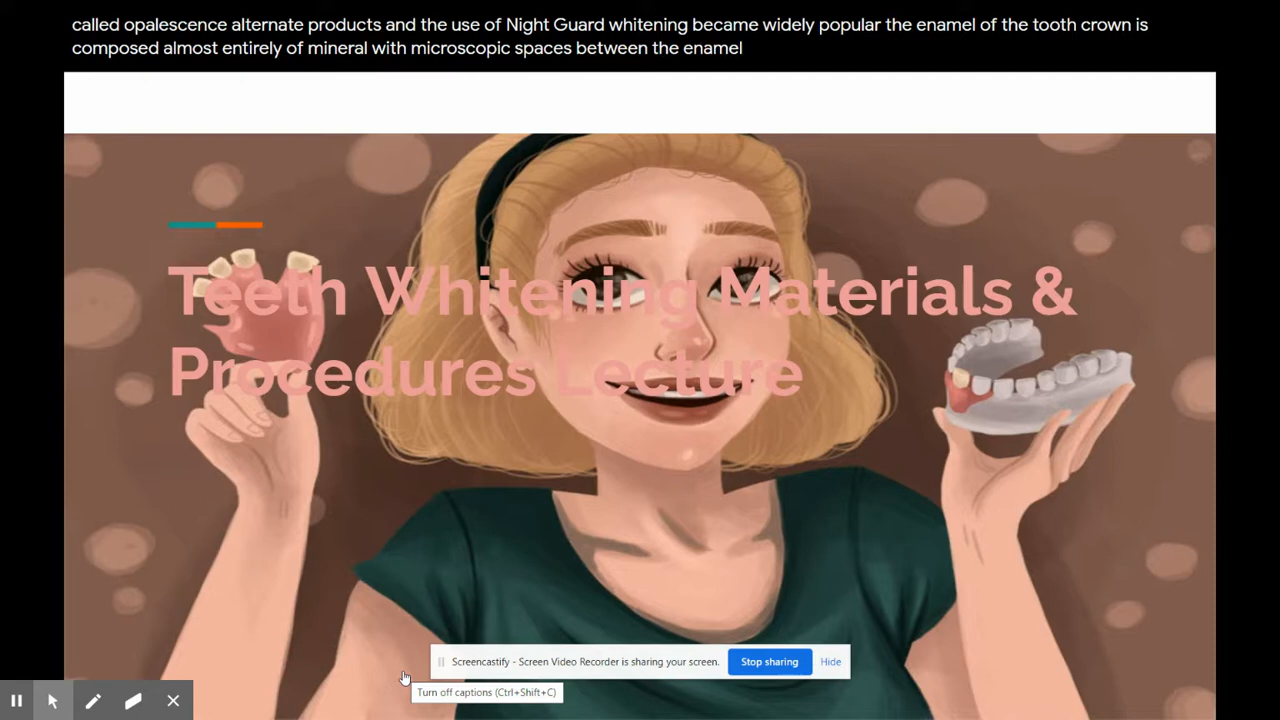 called opalescence alternate products and the use of Night Guard whitening became widely popular the enamel of the tooth crown is
composed almost entirely of mineral with microscopic spaces between the enamel
Teeth Whitening Materials &
Procedures Lecture
Screencastify - Screen Video Recorder is sharing your screen.
Stop sharing
Hide
Turn off captions (Ctrl+Shift+C)